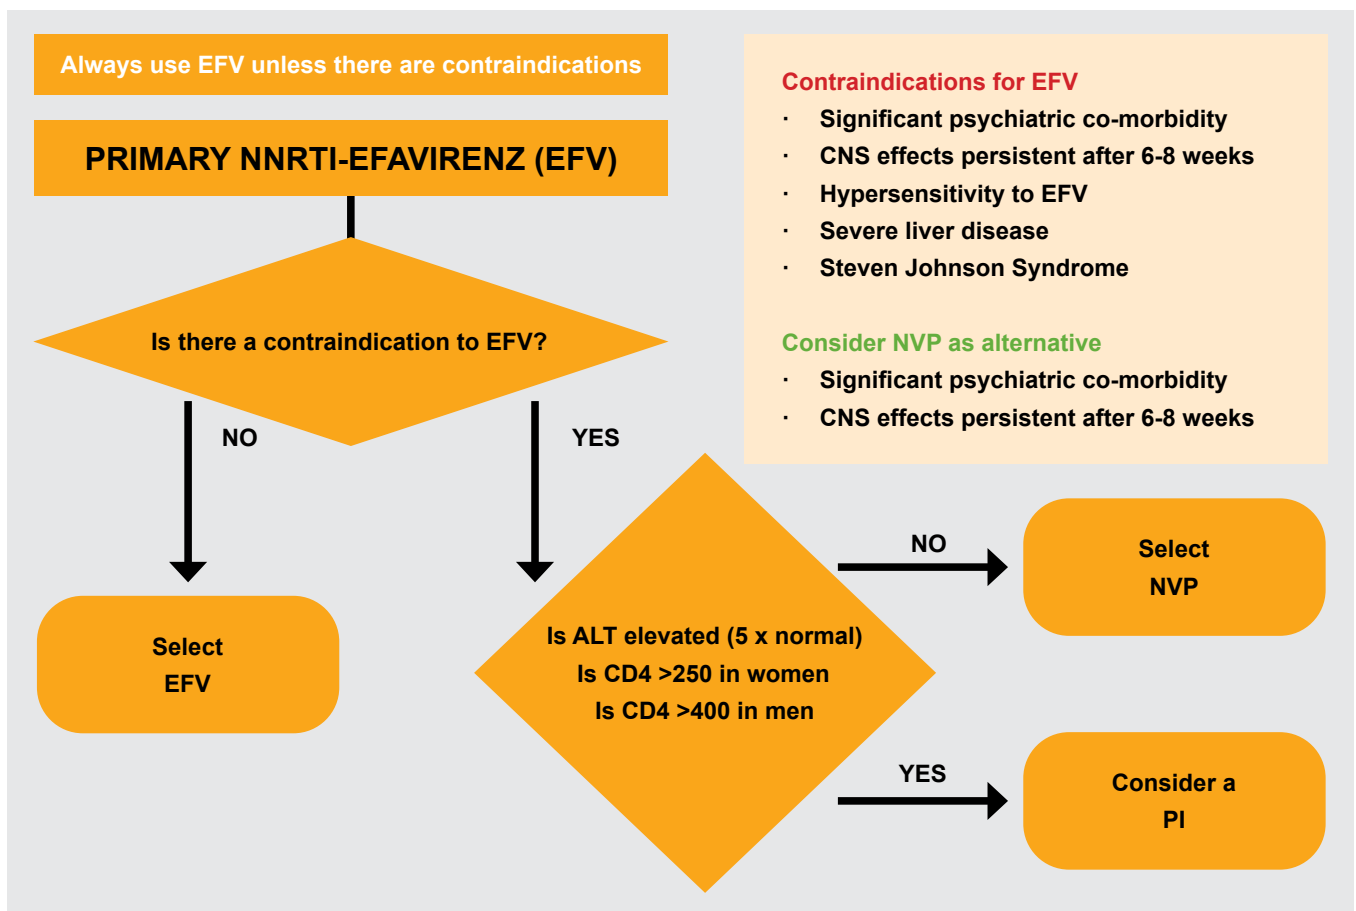 Always use EFV unless there are contraindications
PRIMARY NNRTI-EFAVIRENZ (EFV)
Is there a contraindication to EFV?
NO
YES
Select
EFV
Is ALT elevated (5 x normal)
Is CD4 >250 in women
Is CD4 >400 in men
NO
Select
NVP
YES
Consider a
PI
Contraindications for EFV
· Significant psychiatric co-morbidity
· CNS effects persistent after 6-8 weeks
· Hypersensitivity to EFV
· Severe liver disease
· Steven Johnson Syndrome
Consider NVP as alternative
· Significant psychiatric co-morbidity
· CNS effects persistent after 6-8 weeks